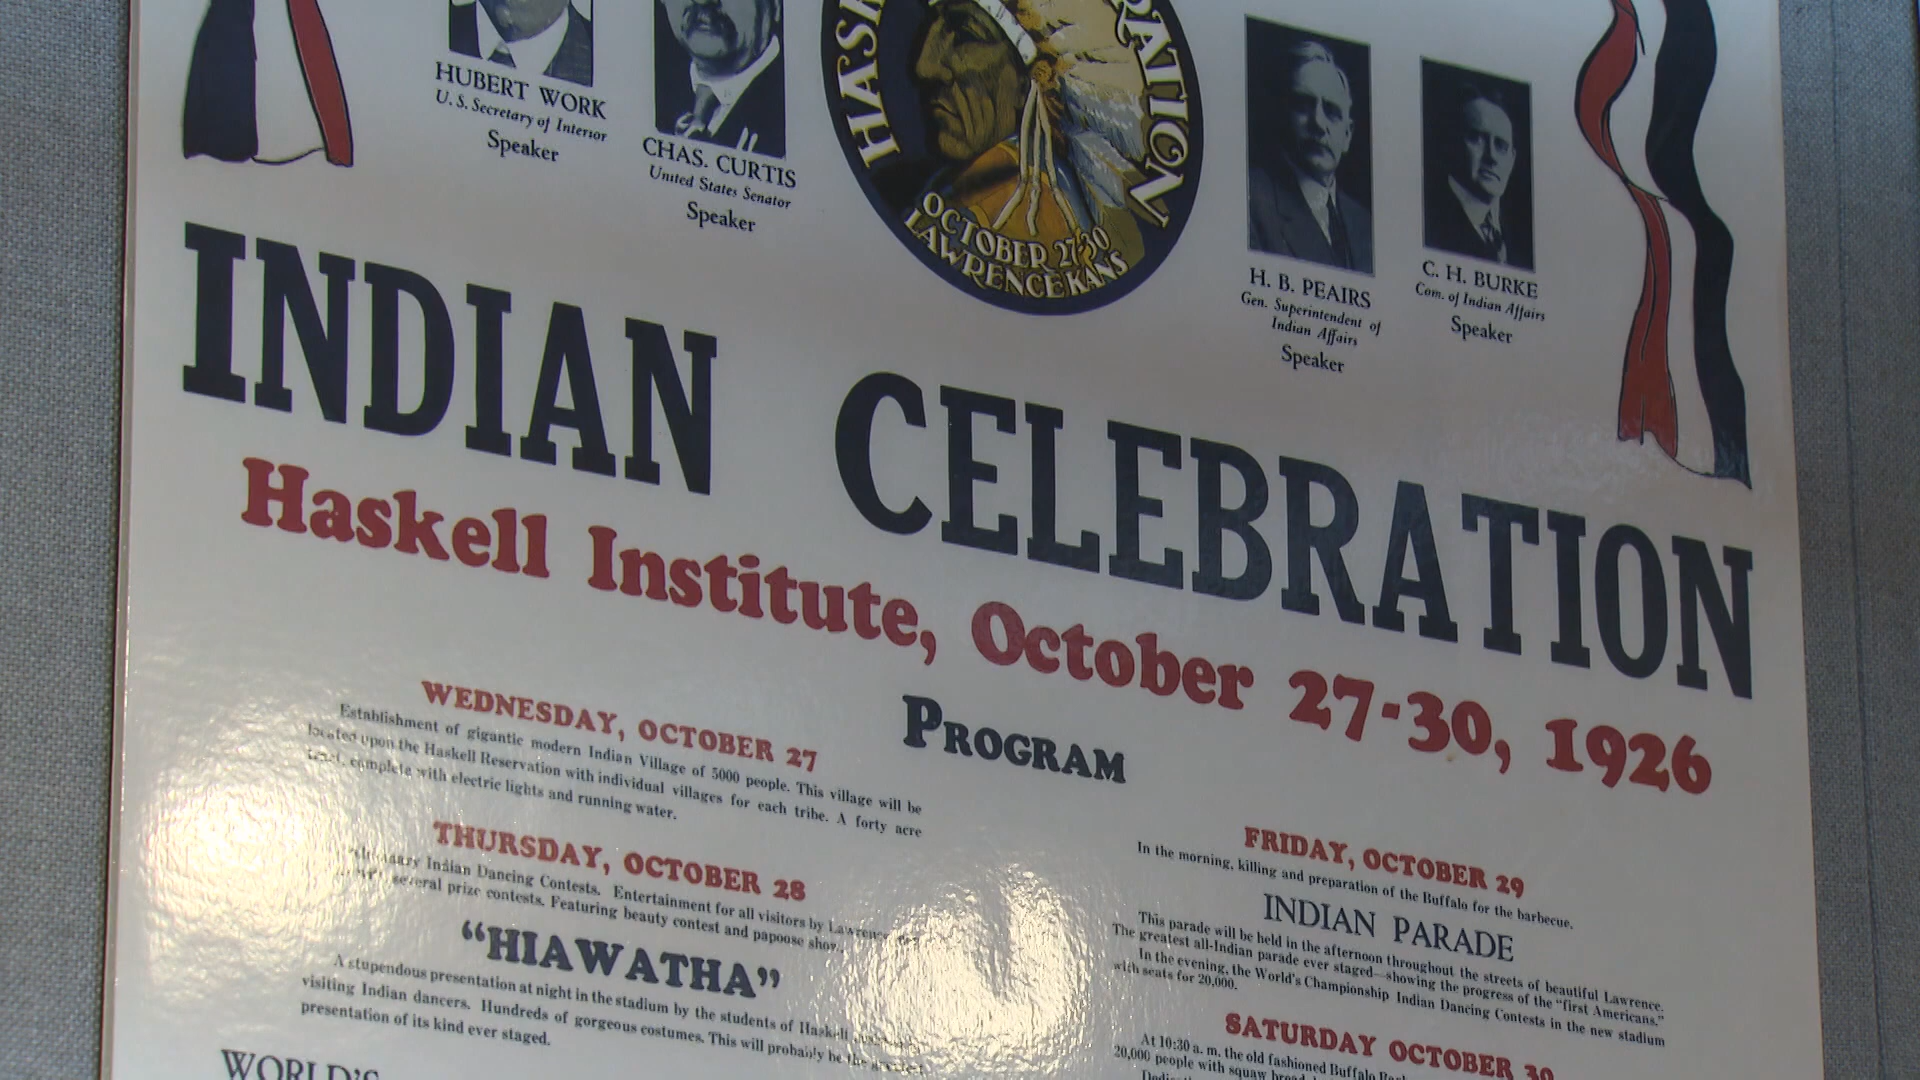 HUBERT WORK
U. S. Secretary of Interior
Speaker
CHAS. CURTIS
United States Senator
Speaker
HASK
RATION
OCTOBER 27-30
LAWRENCE KANS
H. B. PEAIRS
Gen. Superintendent of
Indian Affairs
Speaker
C. H. BURKE
Com. of Indian Affairs
Speaker
INDIAN CELEBRATION
Haskell Institute, October 27-30, 1926
PROGRAM
WEDNESDAY, OCTOBER 27
Establishment of gigantic modern Indian Village of 5000 people. This village will be
located upon the Haskell Reservation with individual villages for each tribe. A forty acre
tract, complete with electric lights and running water.
THURSDAY, OCTOBER 28
Indian Dancing Contests. Entertainment for all visitors by Lawrence
several prize contests. Featuring beauty contest and papoose show.
“HIAWATHA”
A stupendous presentation at night in the stadium by the students of Haskell
visiting Indian dancers. Hundreds of gorgeous costumes. This will probably be the greatest
presentation of its kind ever staged.
WORLD'S
FRIDAY, OCTOBER 29
In the morning, killing and preparation of the Buffalo for the barbecue.
INDIAN PARADE
This parade will be held in the afternoon throughout the streets of beautiful Lawrence.
The greatest all-Indian parade ever staged—showing the progress of the “first Americans.”
In the evening, the World's Championship Indian Dancing Contests in the new stadium
with seats for 20,000.
SATURDAY OCTOBER 30
At 10:30 a. m. the old fashioned Buffalo
20,000 people with squaw bread,